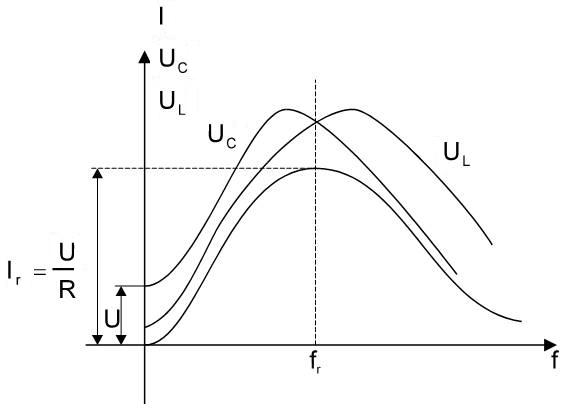 I
U_C
U_L
U_C
U_L
I_r = U/R
U
f_r
f